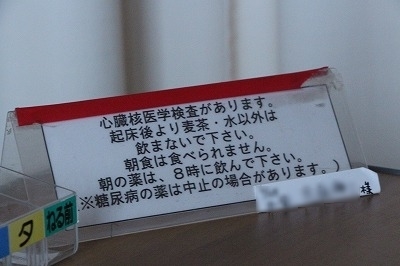 心臓核医学検査があります。
起床後より麦茶・水以外は
飲まないで下さい。
朝食は食べられません。
朝の薬は、8時に飲んで下さい。
※糖尿病の薬は中止の場合があります。)
様
夕
ねる前